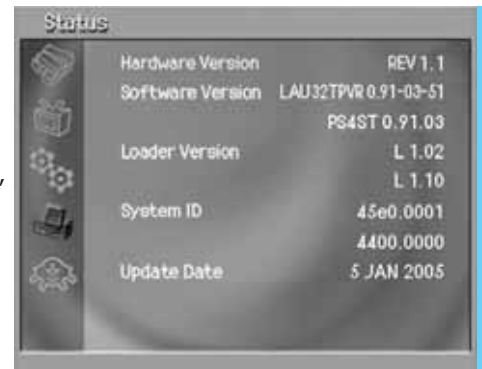 Status
Hardware Version REV 1.1
Software Version LAU32TPVR 0.91-03-51
PS4ST 0.91.03
Loader Version L 1.02
L 1.10
System ID 45e0.0001
4400.0000
Update Date 5 JAN 2005
,